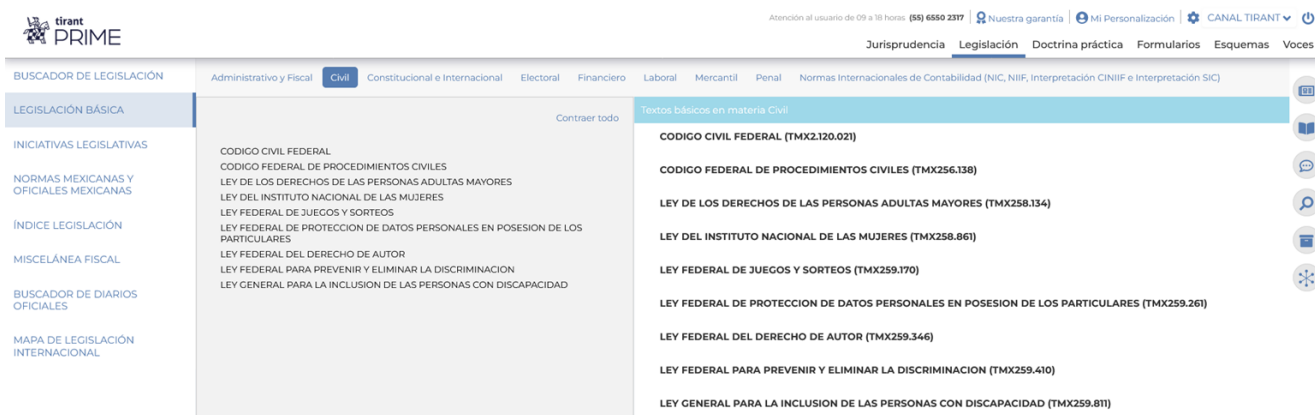 tirant
PRIME
Atención al usuario de 09 a 18 horas (55) 6550 2317 Nuestra garantía Mi Personalización CANAL TIRANT
Jurisprudencia Legislación Doctrina práctica Formularios Esquemas Voces
BUSCADOR DE LEGISLACIÓN
LEGISLACIÓN BÁSICA
INICIATIVAS LEGISLATIVAS
NORMAS MEXICANAS Y
OFICIALES MEXICANAS
ÍNDICE LEGISLACIÓN
MISCELÁNEA FISCAL
BUSCADOR DE DIARIOS
OFICIALES
MAPA DE LEGISLACIÓN
INTERNACIONAL
Administrativo y Fiscal Civil Constitucional e Internacional Electoral Financiero Laboral Mercantil Penal Normas Internacionales de Contabilidad (NIC, NIIF, Interpretación CINIIF e Interpretación SIC)
Contraer todo
CODIGO CIVIL FEDERAL
CODIGO FEDERAL DE PROCEDIMIENTOS CIVILES
LEY DE LOS DERECHOS DE LAS PERSONAS ADULTAS MAYORES
LEY DEL INSTITUTO NACIONAL DE LAS MUJERES
LEY FEDERAL DE JUEGOS Y SORTEOS
LEY FEDERAL DE PROTECCION DE DATOS PERSONALES EN POSESION DE LOS
PARTICULARES
LEY FEDERAL DEL DERECHO DE AUTOR
LEY FEDERAL PARA PREVENIR Y ELIMINAR LA DISCRIMINACION
LEY GENERAL PARA LA INCLUSION DE LAS PERSONAS CON DISCAPACIDAD
Textos básicos en materia Civil
CODIGO CIVIL FEDERAL (TMX2.120.021)
CODIGO FEDERAL DE PROCEDIMIENTOS CIVILES (TMX256.138)
LEY DE LOS DERECHOS DE LAS PERSONAS ADULTAS MAYORES (TMX258.134)
LEY DEL INSTITUTO NACIONAL DE LAS MUJERES (TMX258.861)
LEY FEDERAL DE JUEGOS Y SORTEOS (TMX259.170)
LEY FEDERAL DE PROTECCION DE DATOS PERSONALES EN POSESION DE LOS PARTICULARES (TMX259.261)
LEY FEDERAL DEL DERECHO DE AUTOR (TMX259.346)
LEY FEDERAL PARA PREVENIR Y ELIMINAR LA DISCRIMINACION (TMX259.410)
LEY GENERAL PARA LA INCLUSION DE LAS PERSONAS CON DISCAPACIDAD (TMX259.811)